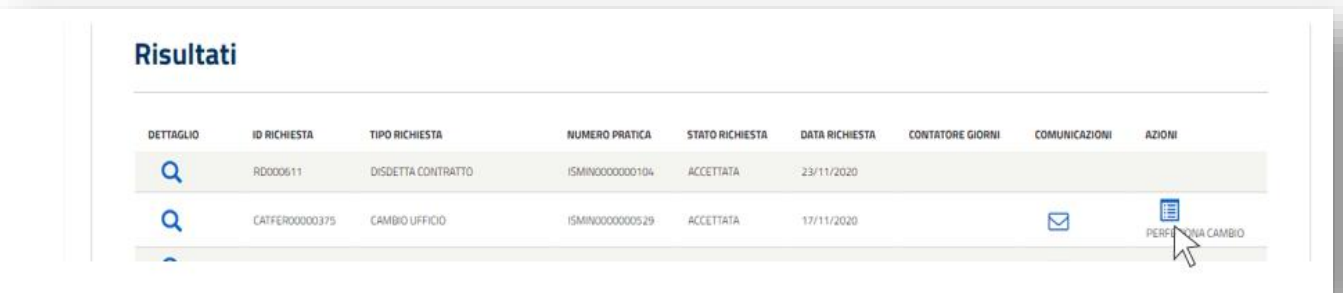 Risultati
DETTAGLIO ID RICHIESTA TIPO RICHIESTA NUMERO PRATICA STATO RICHIESTA DATA RICHIESTA CONTATORE GIORNI COMUNICAZIONI AZIONI
RD000611 DISDETTA CONTRATTO ISMIN0000000104 ACCETTATA 23/11/2020
CATFER00000375 CAMBIO UFFICIO ISMIN0000000529 ACCETTATA 17/11/2020
CAMBIO